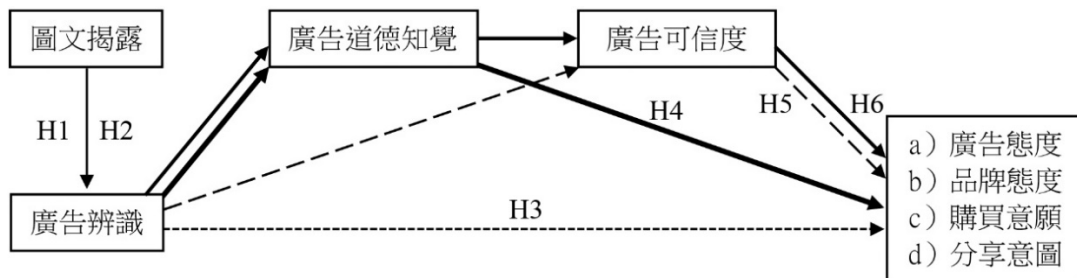 圖文揭露
廣告道德知覺
廣告可信度
H1
H2
H4
H5
H6
廣告辨識
H3
a）廣告態度
b）品牌態度
c）購買意願
d）分享意圖